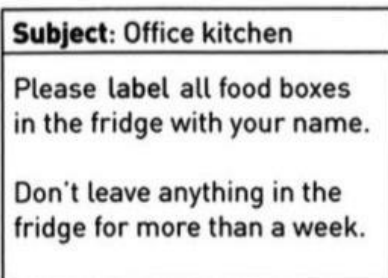 Subject: Office kitchen
Please label all food boxes
in the fridge with your name.
Don't leave anything in the
fridge for more than a week.